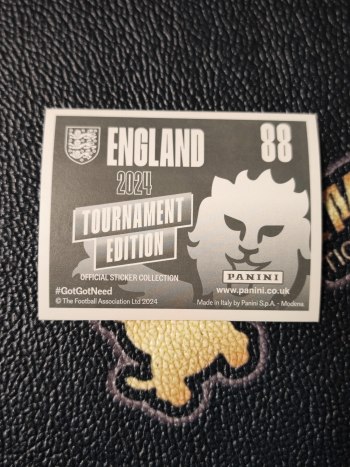 ENGLAND
88
2024
TOURNAMENT
EDITION
OFFICIAL STICKER COLLECTION
PANINI
#GotGotNeed
www.panini.co.uk
© The Football Association Ltd 2024
Made in Italy by Panini S.p.A. - Modena